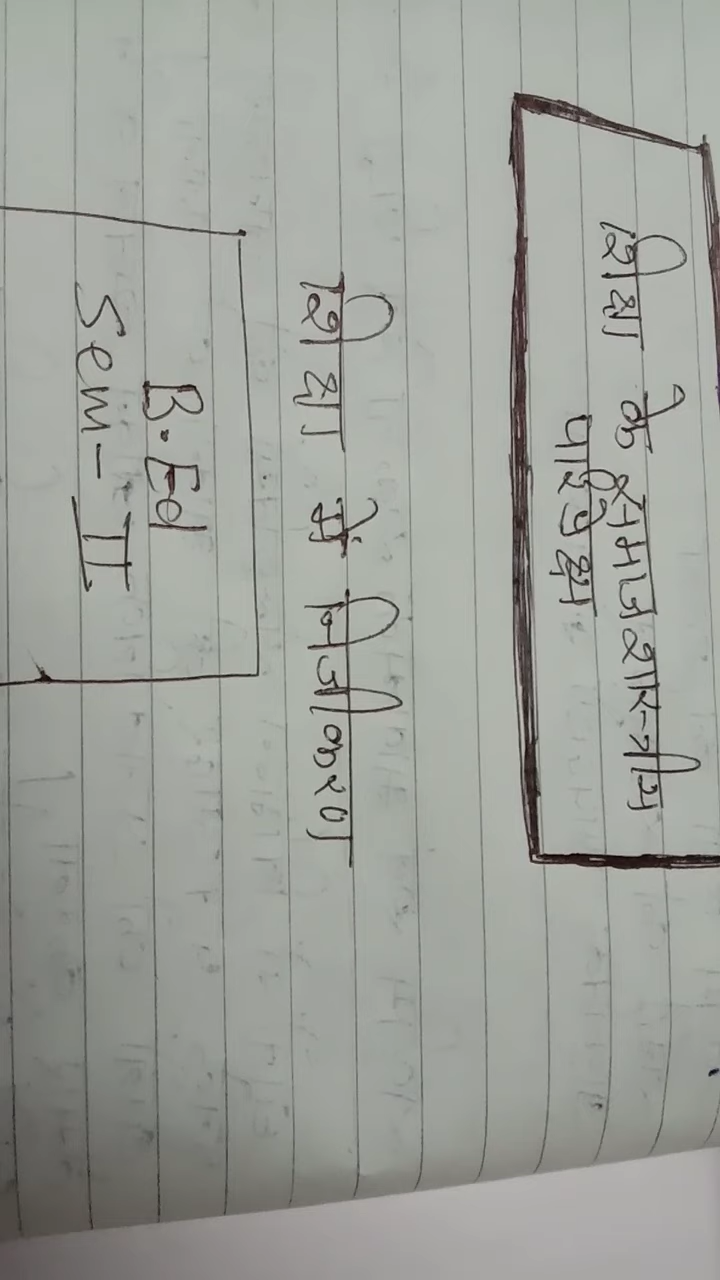 शिक्षा के समाजशास्त्रीय
परिप्रेक्ष्य
शिक्षा में निजीकरण
B.Ed
Sem-II